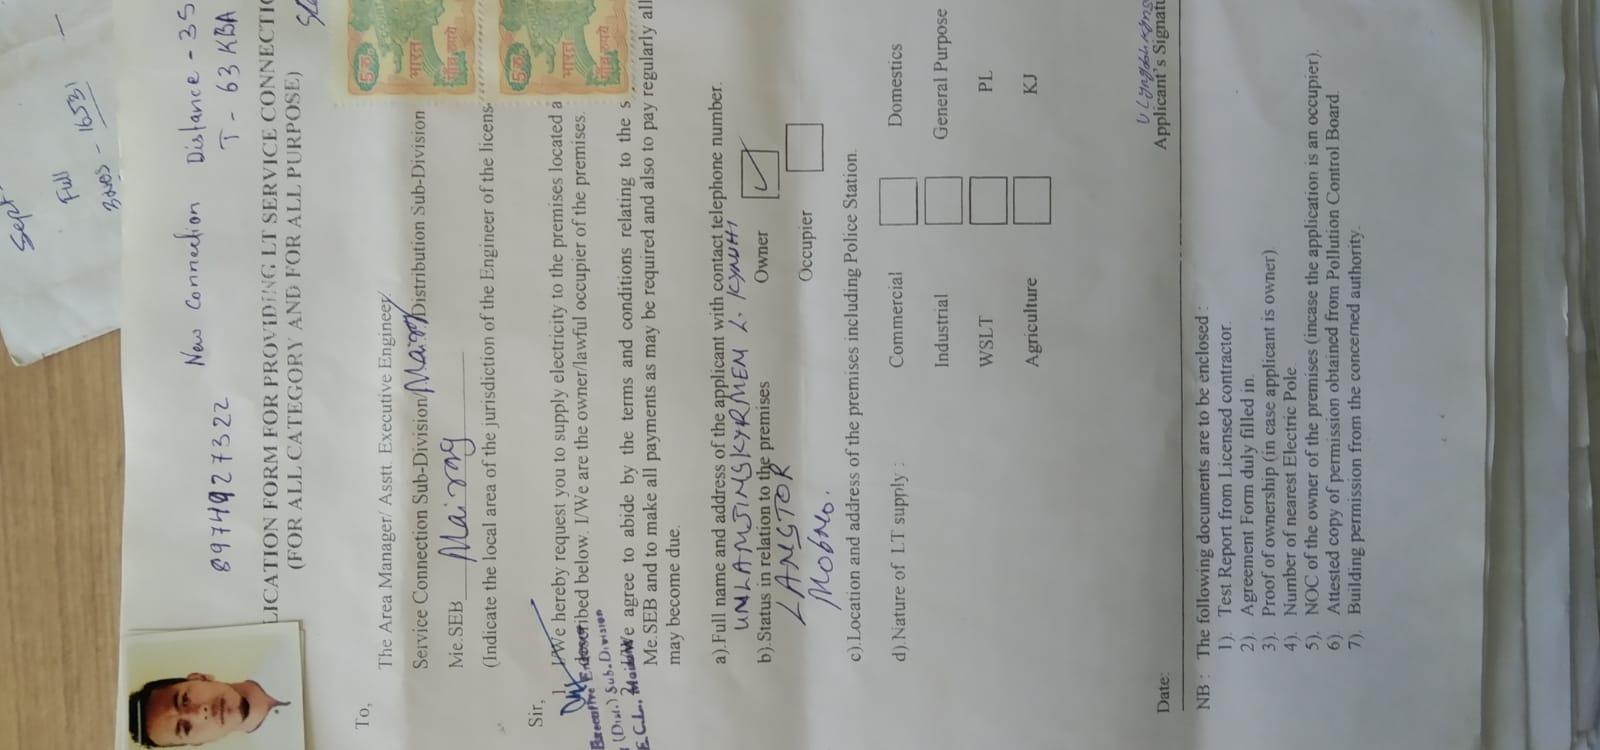 Sept.
Full
1653
New Connection Distance - 35
8974927322
T - 63 KBA
LICATION FORM FOR PROVIDING LT SERVICE CONNECTIO
(FOR ALL CATEGORY AND FOR ALL PURPOSE)
To,
The Area Manager/ Asstt. Executive Engineer
Service Connection Sub-Division/Mairang Distribution Sub-Division
Me.SEB Mairang
(Indicate the local area of the jurisdiction of the Engineer of the licens
भारत
भारत
Sir,
I/We hereby request you to supply electricity to the premises located a
described below. I/We are the owner/lawful occupier of the premises.
Executive E
(Dist.) Sub-Division
I/We agree to abide by the terms and conditions relating to the s
Me.SEB and to make all payments as may be required and also to pay regularly all
may become due.
a).Full name and address of the applicant with contact telephone number.
UNLAMJINGKYRMEN L. KYNDHI
b).Status in relation to the premises
Owner
LANGTOR
Occupier
MobNo.
c).Location and address of the premises including Police Station.
d).Nature of LT supply :
Commercial
Domestics
Industrial
General Purpose
WSLT
PL
Agriculture
KJ
Date:
Applicant's Signatu
NB : The following documents are to be enclosed :
1). Test Report from Licensed contractor.
2). Agreement Form duly filled in.
3). Proof of ownership (in case applicant is owner)
4). Number of nearest Electric Pole
5). NOC of the owner of the premises (incase the application is an occupier).
6). Attested copy of permission obtained from Pollution Control Board.
7). Building permission from the concerned authority.